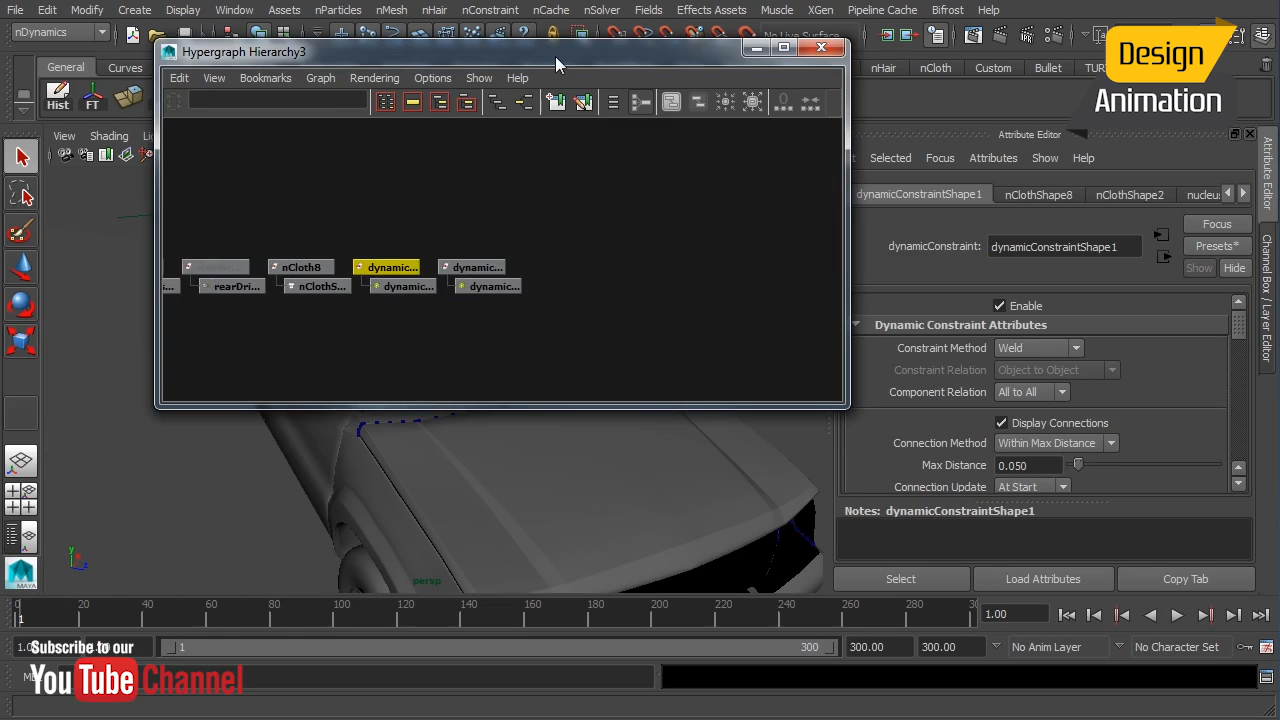 File Edit Modify Create Display Window Assets nParticles nMesh nHair nConstraint nCache nSolver Fields Effects Assets Muscle XGen Pipeline Cache Bifrost Help
nDynamics
No Live Surface
Design
Animation
Hypergraph Hierarchy3
General Curves
nHair nCloth Custom Bullet
Hist FT
Edit View Bookmarks Graph Rendering Options Show Help
View Shading
Attribute Editor
Selected Focus Attributes Show Help
dynamicConstraintShape1 nClothShape8 nClothShape2
dynamicConstraint: dynamicConstraintShape1
Focus
Presets*
Show Hide
nCloth8 dynamic... dynamic...
rearDri... nClothS... dynamic... dynamic...
Enable
Dynamic Constraint Attributes
Constraint Method Weld
Constraint Relation Object to Object
Component Relation All to All
Display Connections
Connection Method Within Max Distance
Max Distance 0.050
Connection Update At Start
Notes: dynamicConstraintShape1
Select Load Attributes Copy Tab
Attribute Editor
Channel Box / Layer Editor
y
z
persp
MAYA
0 20 40 60 80 100 120 140 160 180 200 220 240 260 280
1
1.00
Subscribe to our
1 300
300.00 300.00 No Anim Layer No Character Set
YouTube Channel